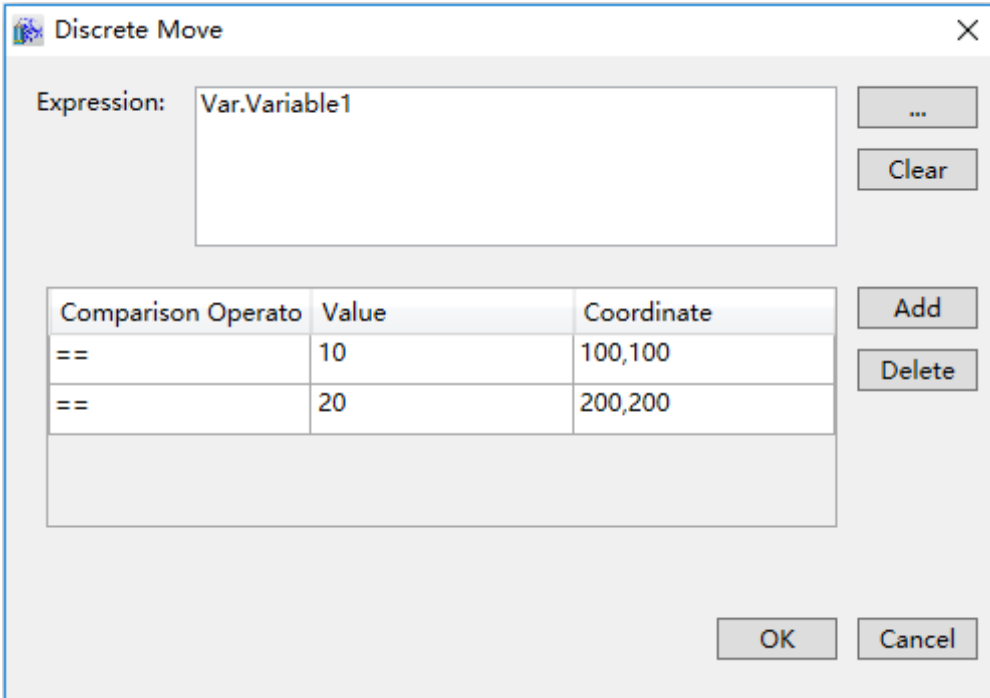 Discrete Move
Expression:
Var.Variable1
...
Clear
Comparison Operato Value Coordinate
== 10 100,100
== 20 200,200
Add
Delete
OK Cancel